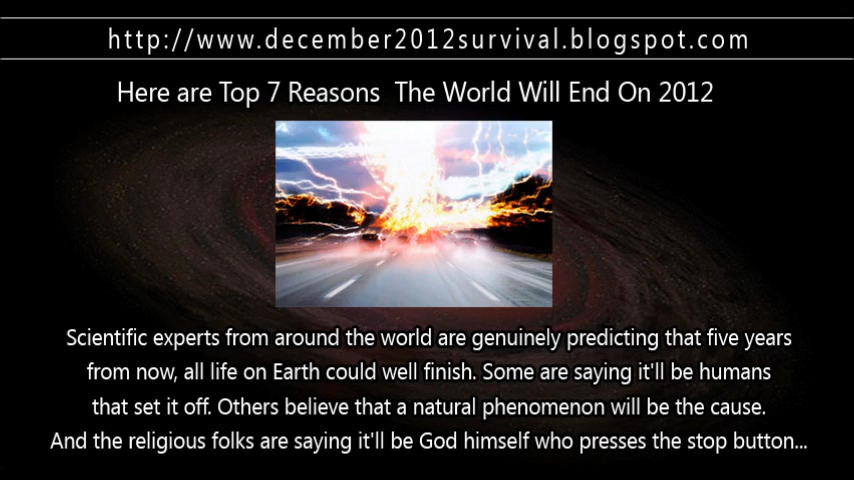 http://www.december2012survival.blogspot.com
Here are Top 7 Reasons  The World Will End On 2012
Scientific experts from around the world are genuinely predicting that five years
from now, all life on Earth could well finish. Some are saying it'll be humans
that set it off. Others believe that a natural phenomenon will be the cause.
And the religious folks are saying it'll be God himself who presses the stop button...